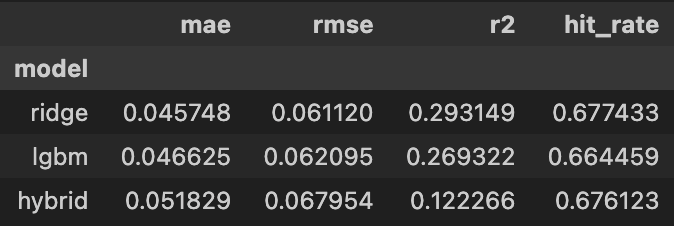 mae rmse r2 hit_rate
model
ridge 0.045748 0.061120 0.293149 0.677433
lgbm 0.046625 0.062095 0.269322 0.664459
hybrid 0.051829 0.067954 0.122266 0.676123